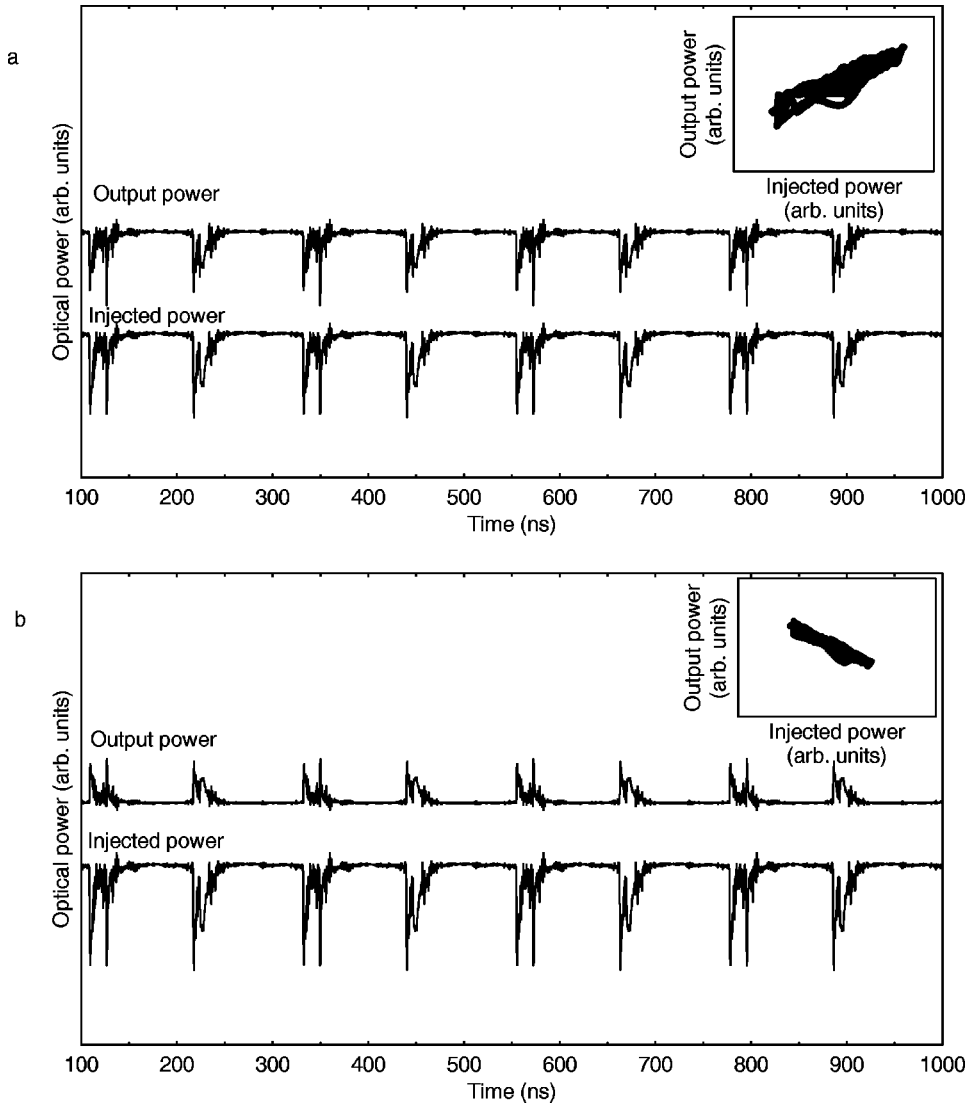 a
Output power
(arb. units)
Injected power
(arb. units)
Optical power (arb. units)
Output power
Injected power
100 200 300 400 500 600 700 800 900 1000
Time (ns)
b
Output power
(arb. units)
Injected power
(arb. units)
Optical power (arb. units)
Output power
Injected power
100 200 300 400 500 600 700 800 900 1000
Time (ns)